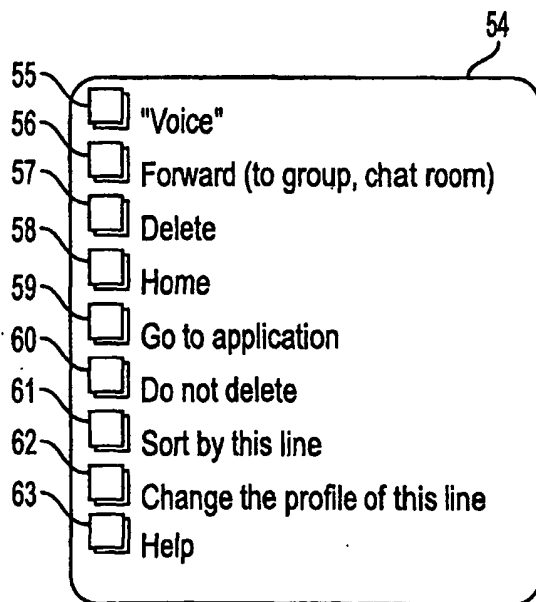 54
55 "Voice"
56 Forward (to group, chat room)
57 Delete
58 Home
59 Go to application
60 Do not delete
61 Sort by this line
62 Change the profile of this line
63 Help